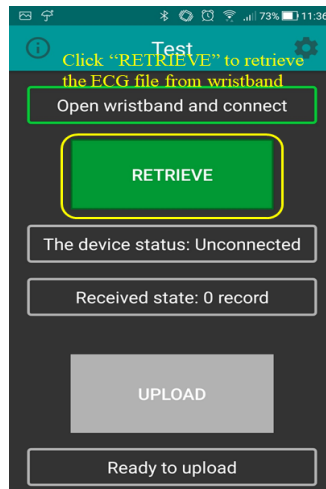 73% 11:36
Test
Click “RETRIEVE” to retrieve
the ECG file from wristband
Open wristband and connect
RETRIEVE
The device status: Unconnected
Received state: 0 record
UPLOAD
Ready to upload